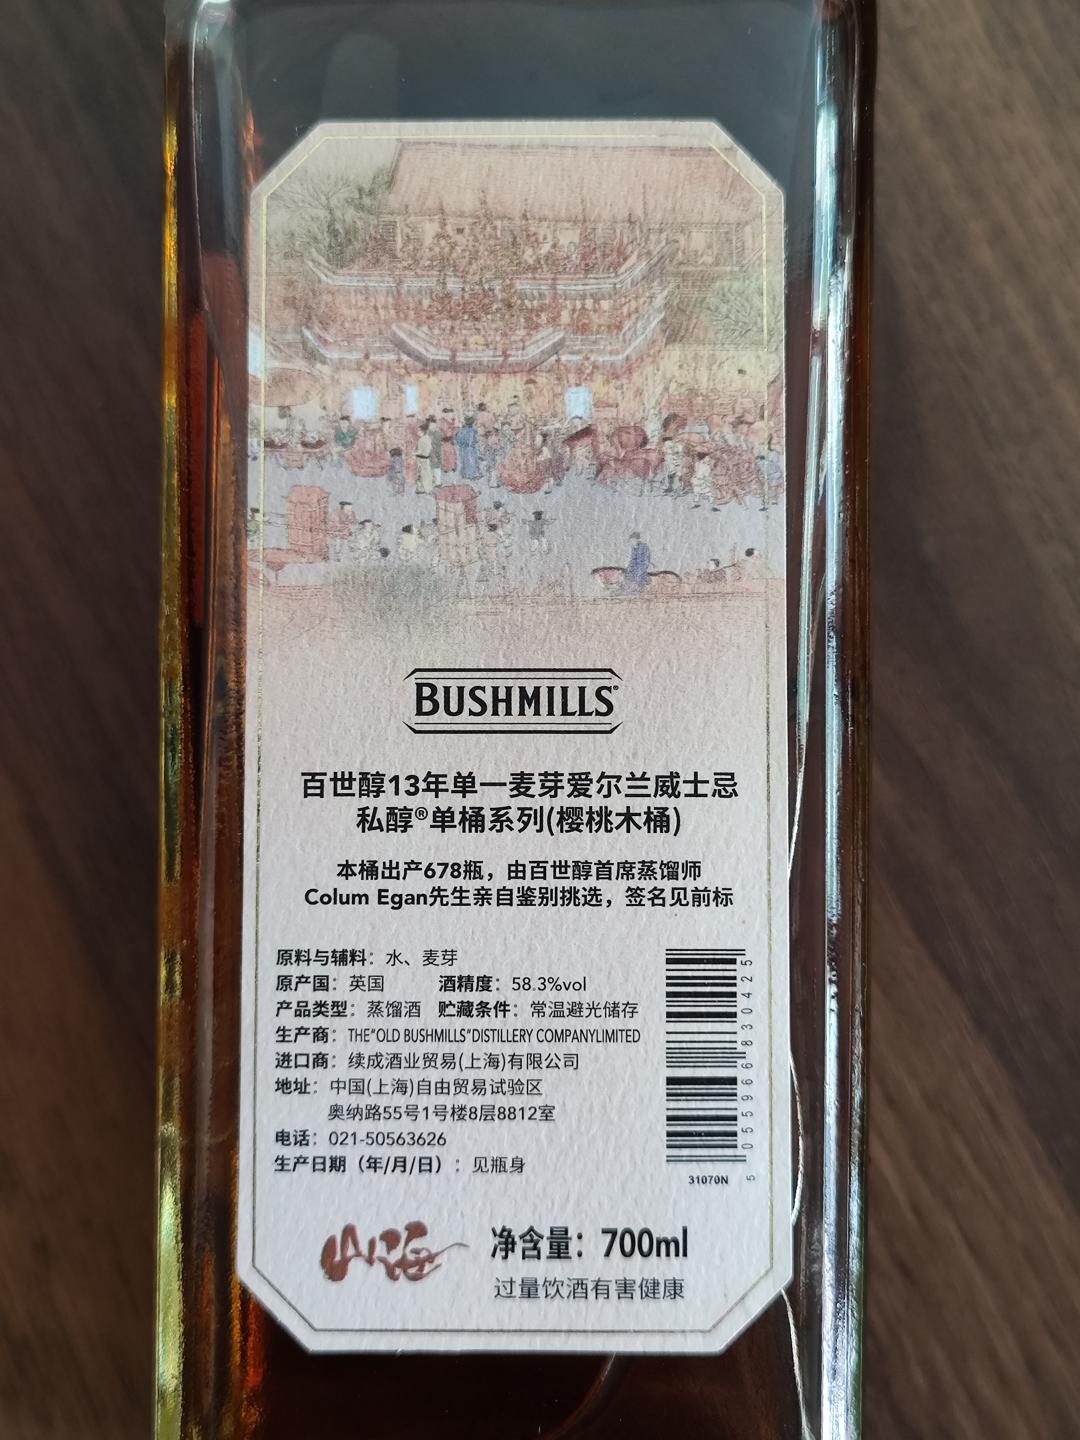 BUSHMILLS
百世醇13年单一麦芽爱尔兰威士忌
私醇®单桶系列(樱桃木桶)
本桶出产678瓶，由百世醇首席蒸馏师
Colum Egan先生亲自鉴别挑选，签名见前标
原料与辅料：水、麦芽
原产国：英国 酒精度：58.3%vol
产品类型：蒸馏酒 贮藏条件：常温避光储存
生产商：THE"OLD BUSHMILLS"DISTILLERY COMPANYLIMITED
进口商：续成酒业贸易(上海)有限公司
地址：中国(上海)自由贸易试验区
奥纳路55号1号楼8层8812室
电话：021-50563626
生产日期（年/月/日）：见瓶身
5 055966 830425
31070N
山海
净含量：700ml
过量饮酒有害健康